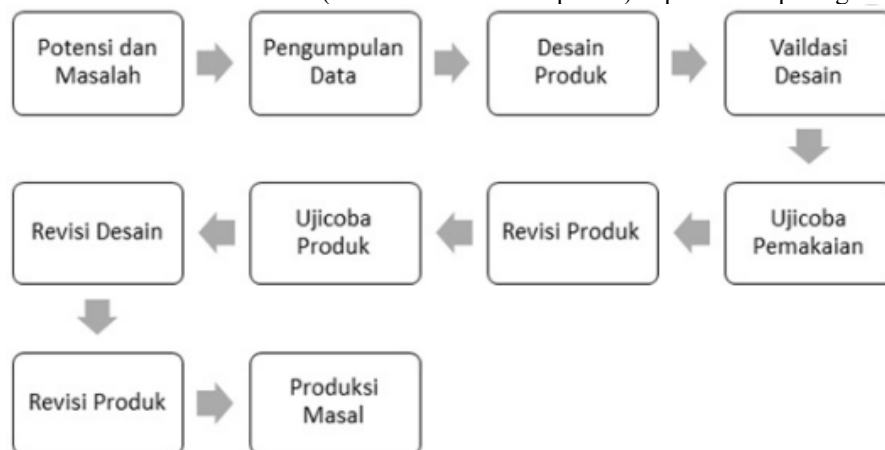 Potensi dan
Masalah
Pengumpulan
Data
Desain
Produk
Vaildasi
Desain
Ujicoba
Pemakaian
Revisi Produk
Ujicoba
Produk
Revisi Desain
Revisi Produk
Produksi
Masal